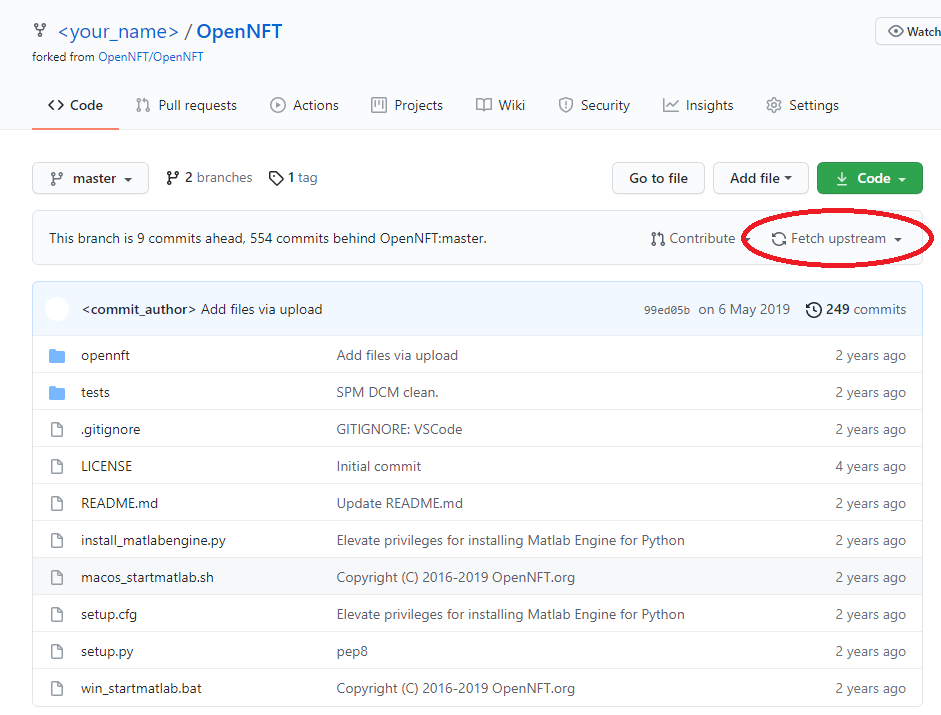 <your_name> / OpenNFT
Watch
forked from OpenNFT/OpenNFT
<> Code Pull requests Actions Projects Wiki Security Insights Settings
master 2 branches 1 tag Go to file Add file Code
This branch is 9 commits ahead, 554 commits behind OpenNFT:master. Contribute Fetch upstream
<commit_author> Add files via upload 99ed05b on 6 May 2019 249 commits
opennft Add files via upload 2 years ago
tests SPM DCM clean. 2 years ago
.gitignore GITIGNORE: VSCode 2 years ago
LICENSE Initial commit 4 years ago
README.md Update README.md 2 years ago
install_matlabengine.py Elevate privileges for installing Matlab Engine for Python 2 years ago
macos_startmatlab.sh Copyright (C) 2016-2019 OpenNFT.org 2 years ago
setup.cfg Elevate privileges for installing Matlab Engine for Python 2 years ago
setup.py pep8 2 years ago
win_startmatlab.bat Copyright (C) 2016-2019 OpenNFT.org 2 years ago